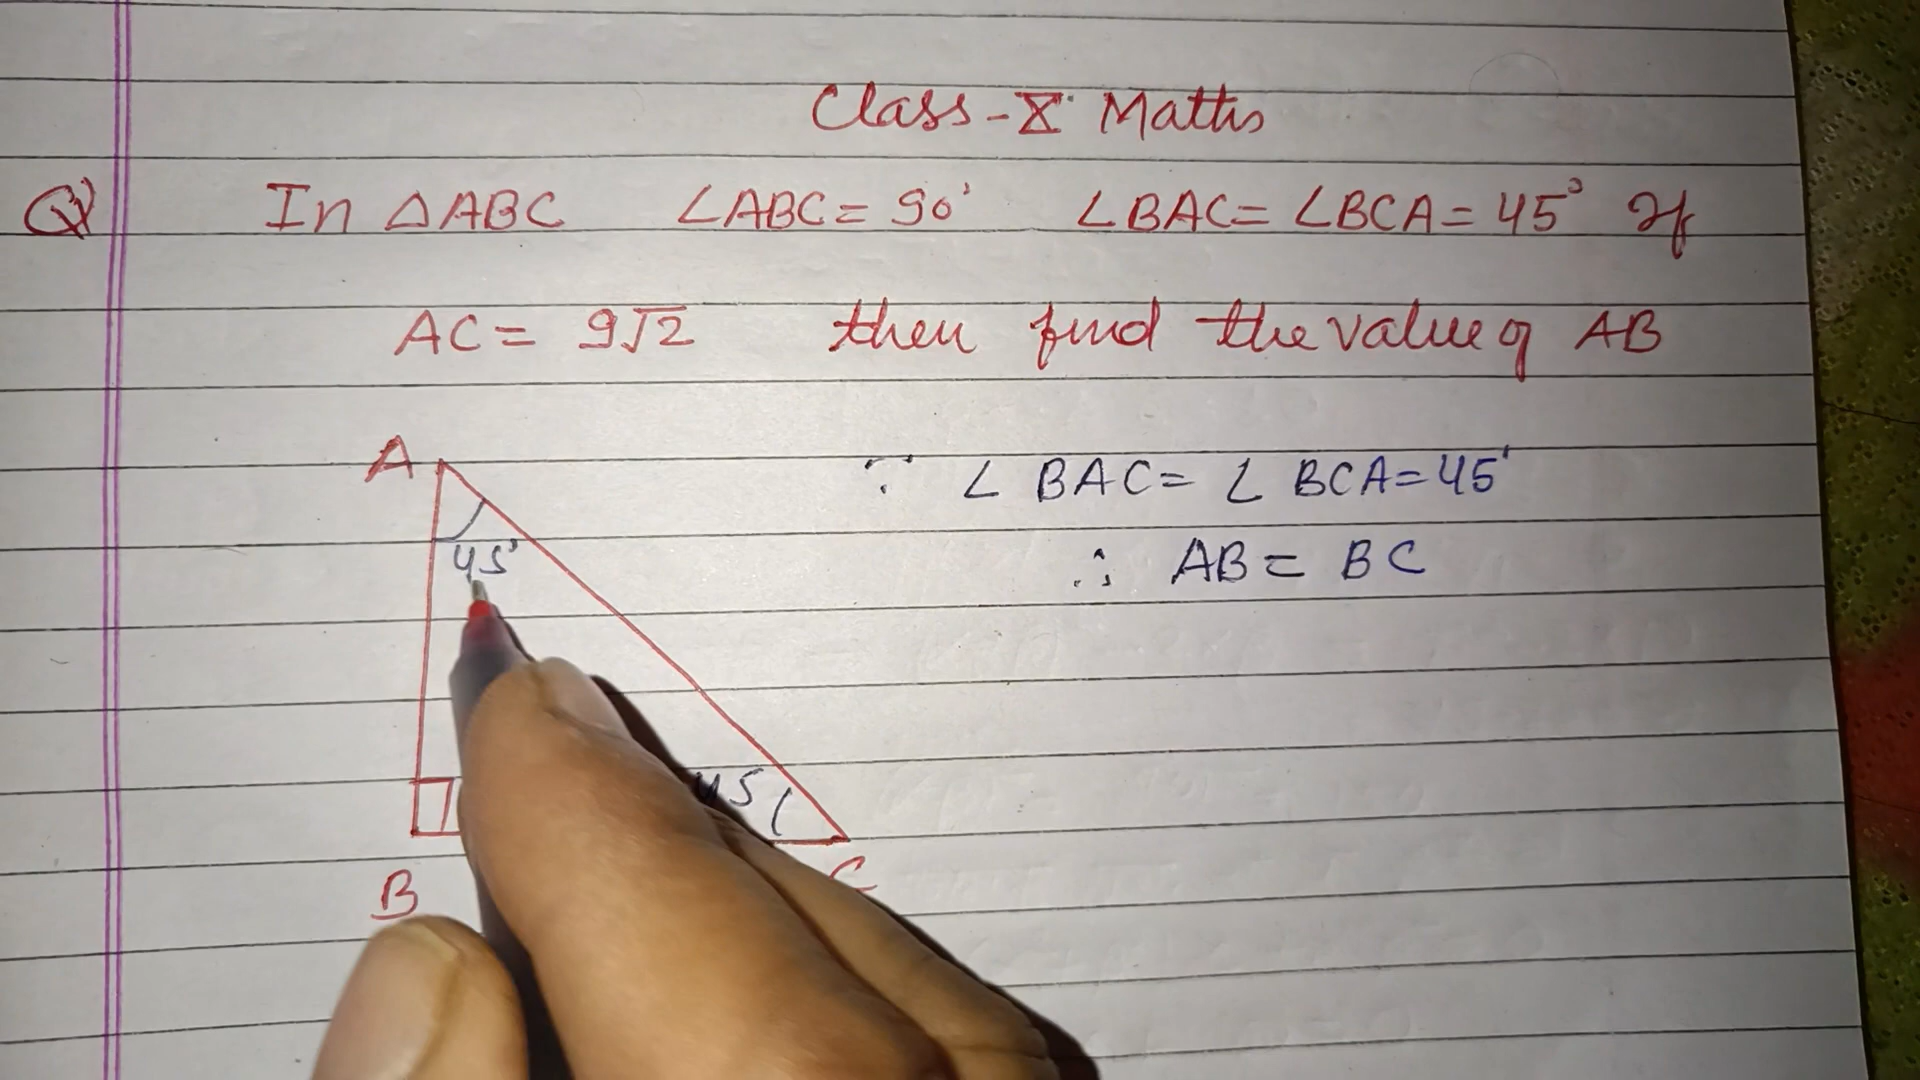 Class-X Maths
Q) In △ABC ∠ABC = 90° ∠BAC = ∠BCA = 45° If
AC = 9√2 then find the value of AB
A
∵ ∠BAC = ∠BCA = 45°
45°
∴ AB = BC
45
B
C